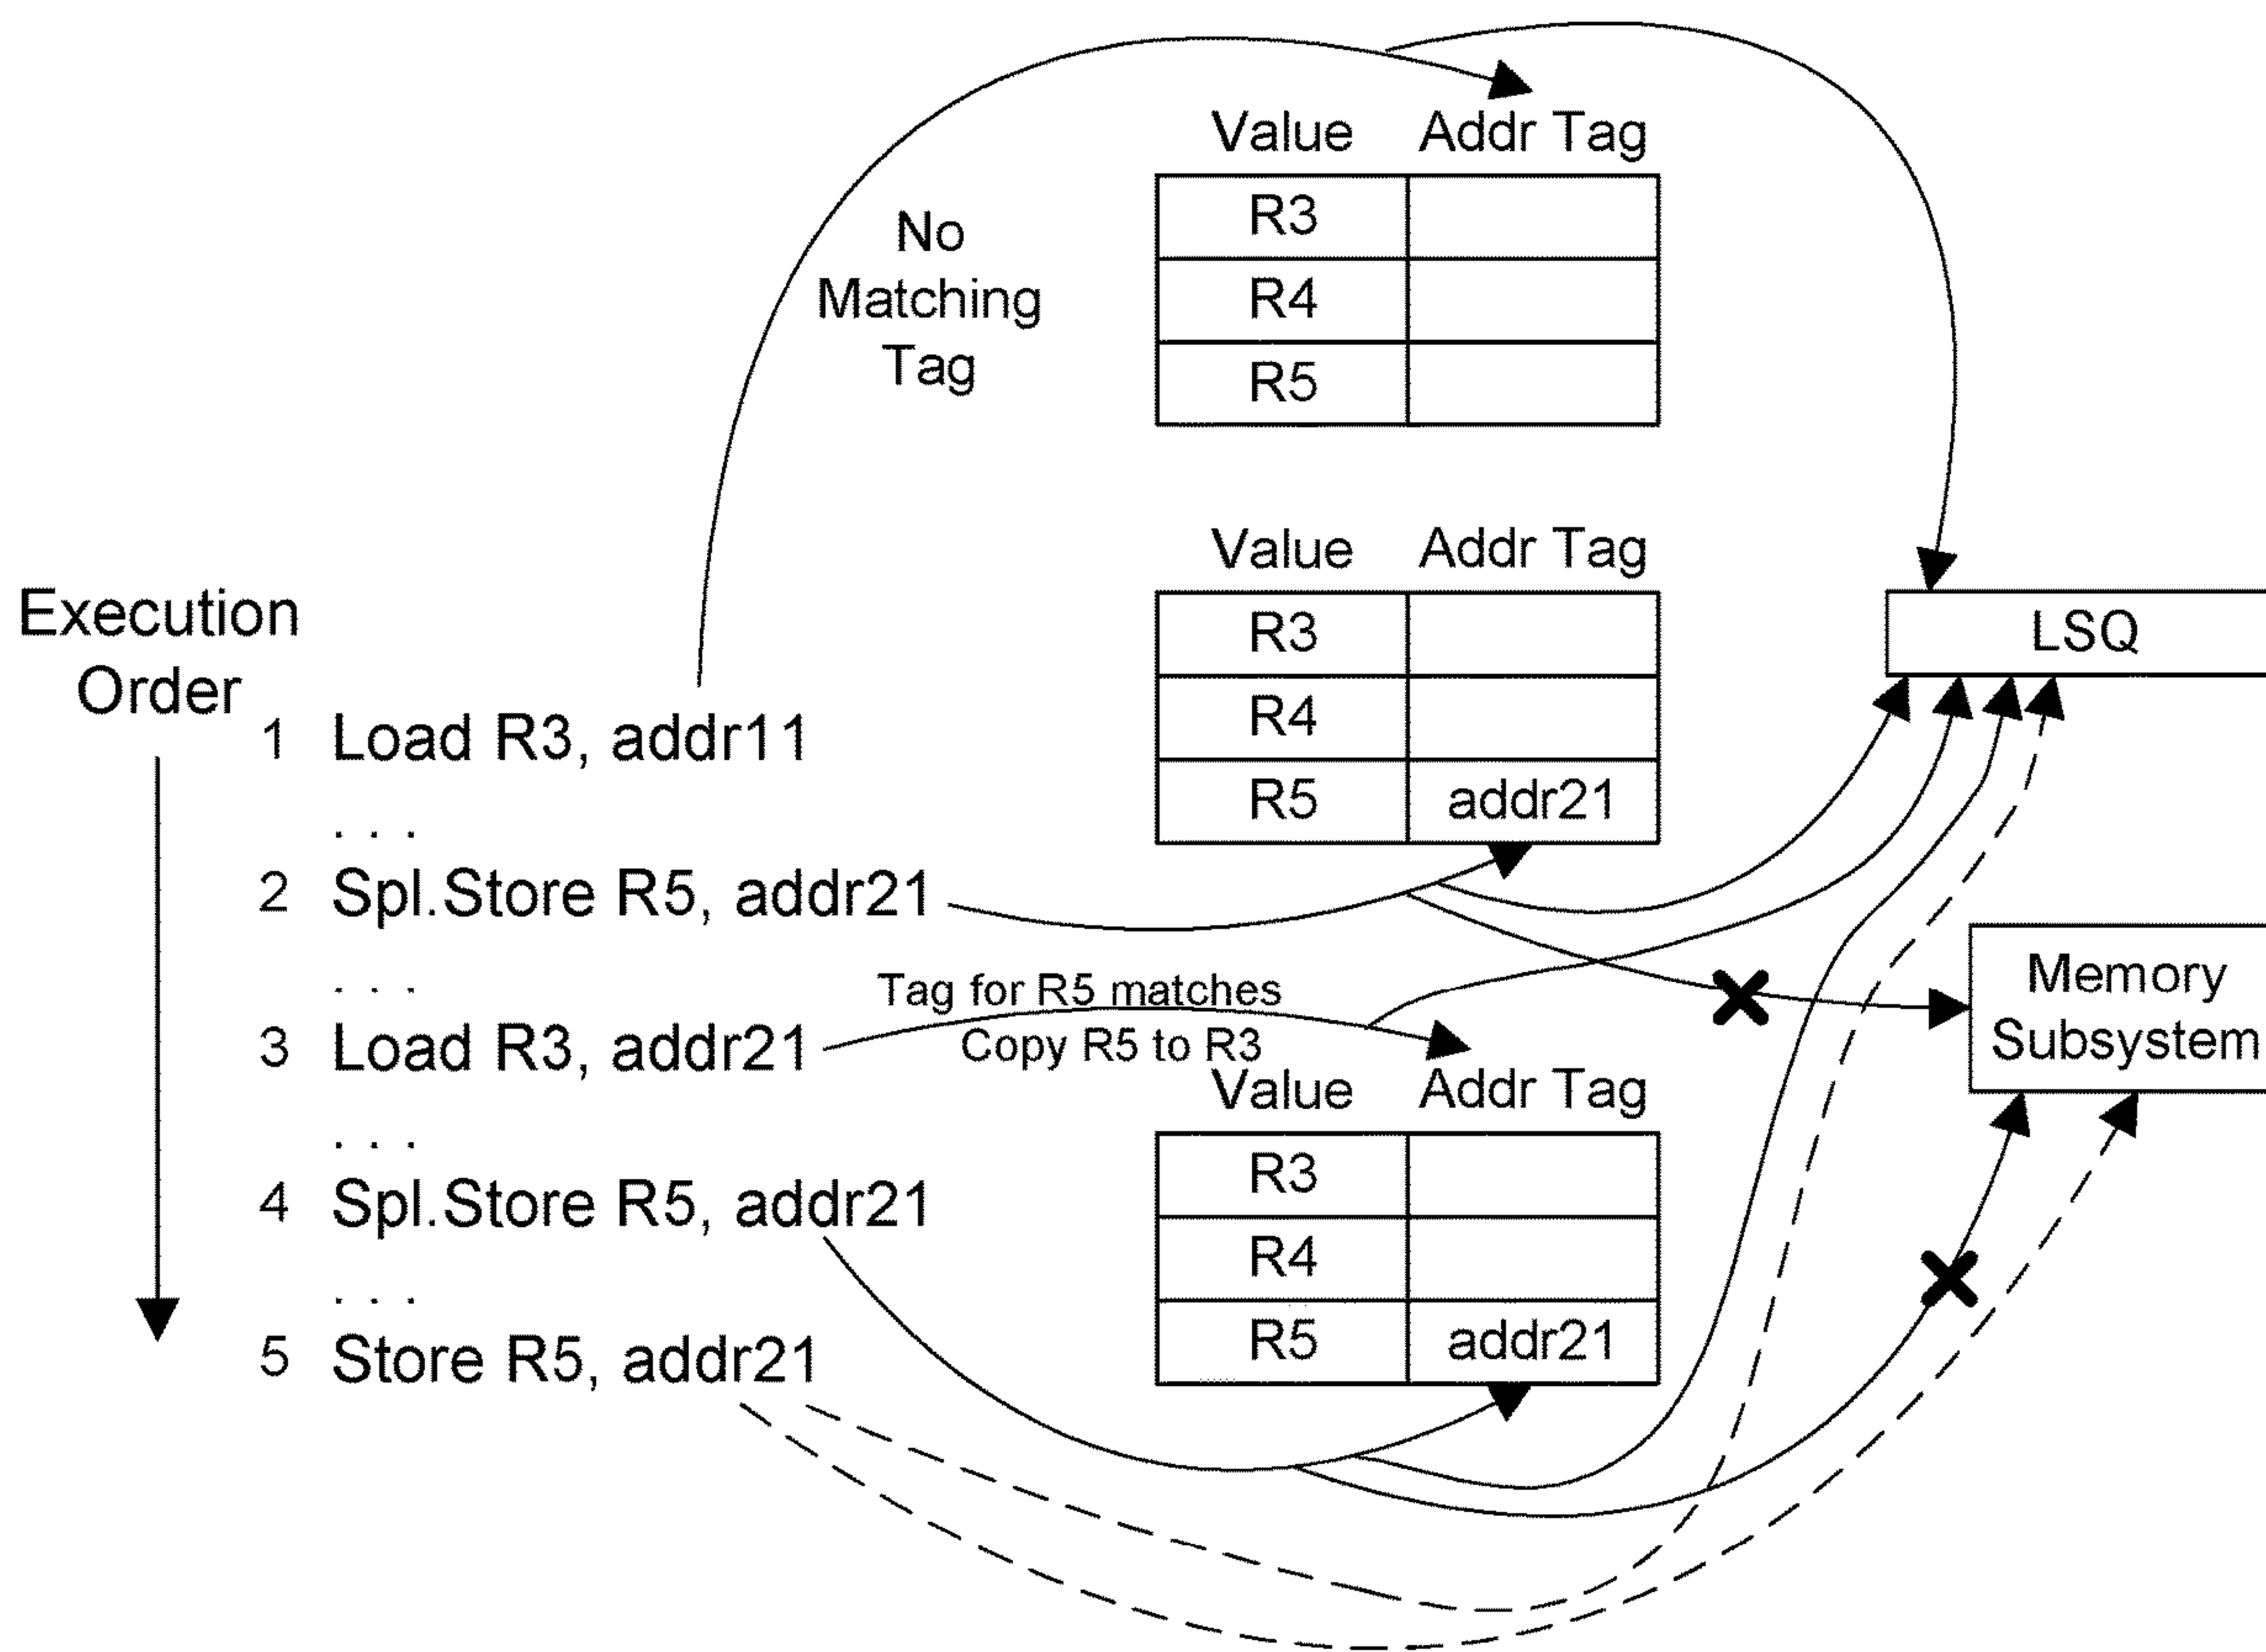 Value Addr Tag
R3
R4
R5
No
Matching
Tag
Value Addr Tag
R3
R4
R5 addr21
LSQ
Execution
Order
1 Load R3, addr11
. . .
2 Spl.Store R5, addr21
. . .
Tag for R5 matches
Copy R5 to R3
3 Load R3, addr21
. . .
4 Spl.Store R5, addr21
. . .
5 Store R5, addr21
Value Addr Tag
R3
R4
R5 addr21
Memory
Subsystem